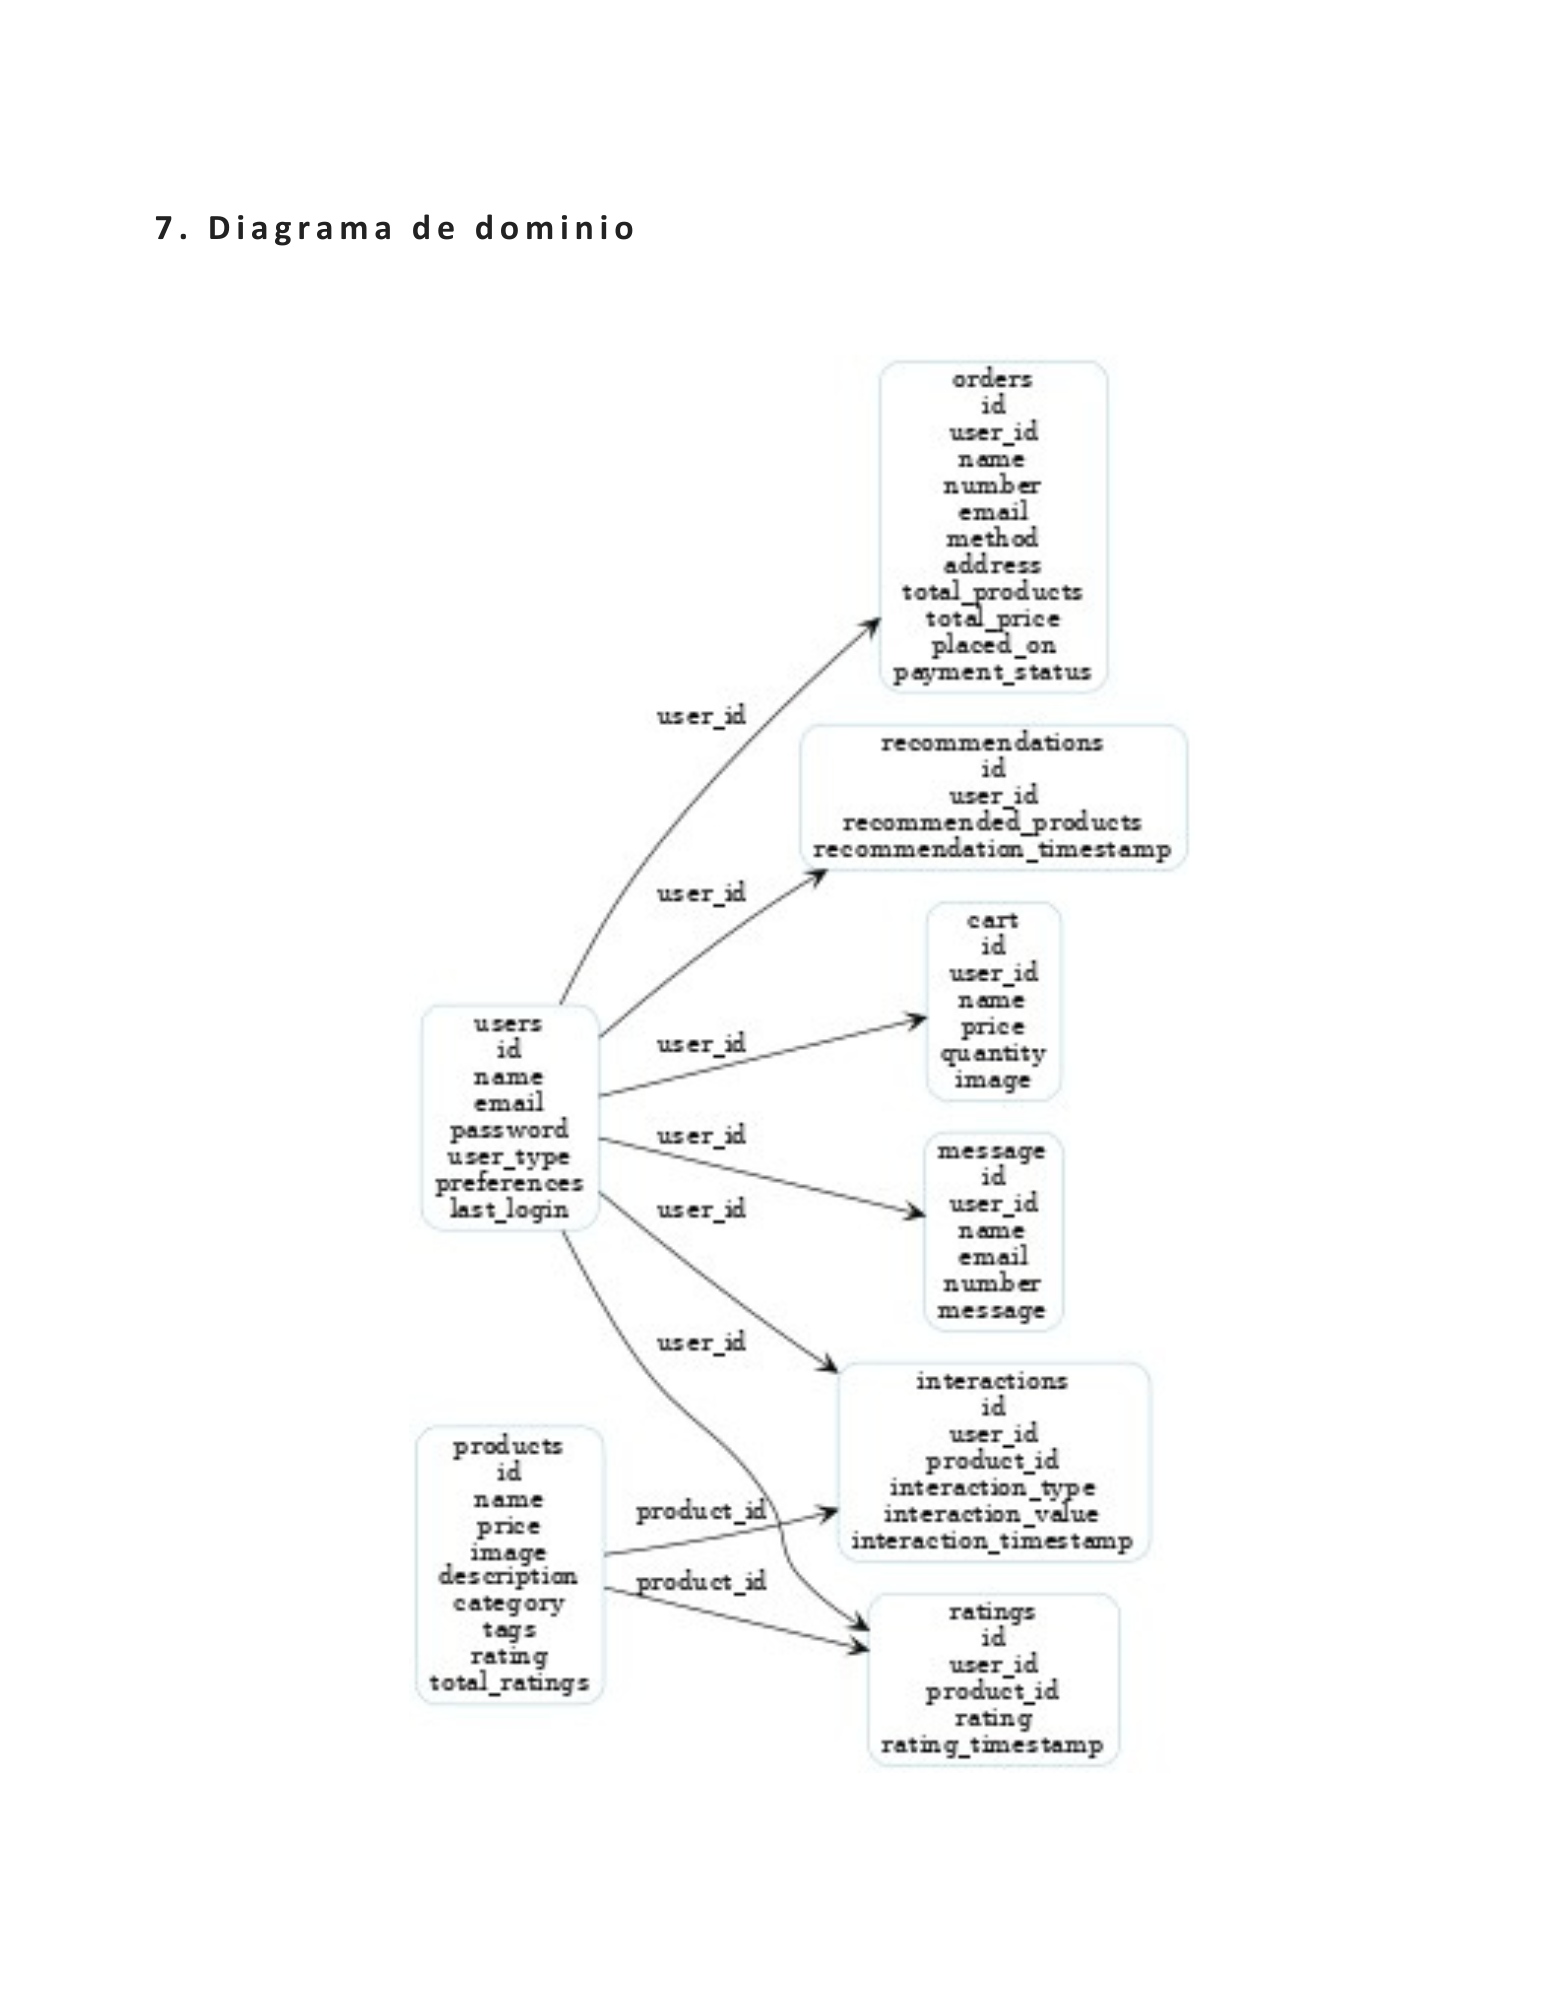 7. Diagrama de dominio
orders
id
user_id
name
number
email
method
address
total_products
total_price
placed_on
payment_status
user_id
recommendations
id
user_id
recommended_products
recommendation_timestamp
user_id
cart
id
user_id
name
price
quantity
image
users
id
name
email
password
user_type
preferences
last_login
user_id
user_id
message
id
user_id
name
email
number
message
user_id
user_id
interactions
id
user_id
product_id
interaction_type
interaction_value
interaction_timestamp
products
id
name
price
image
description
category
tags
rating
total_ratings
product_id
product_id
ratings
id
user_id
product_id
rating
rating_timestamp